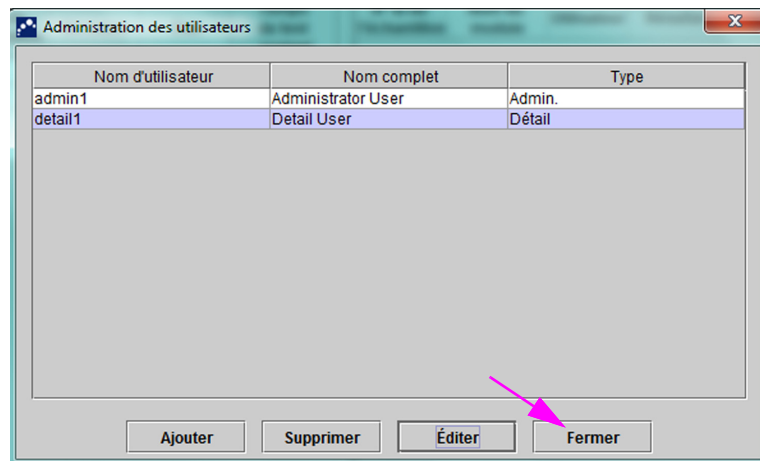 Administration des utilisateurs
Nom d'utilisateur Nom complet Type
admin1 Administrator User Admin.
detail1 Detail User Détail
Ajouter Supprimer Éditer Fermer